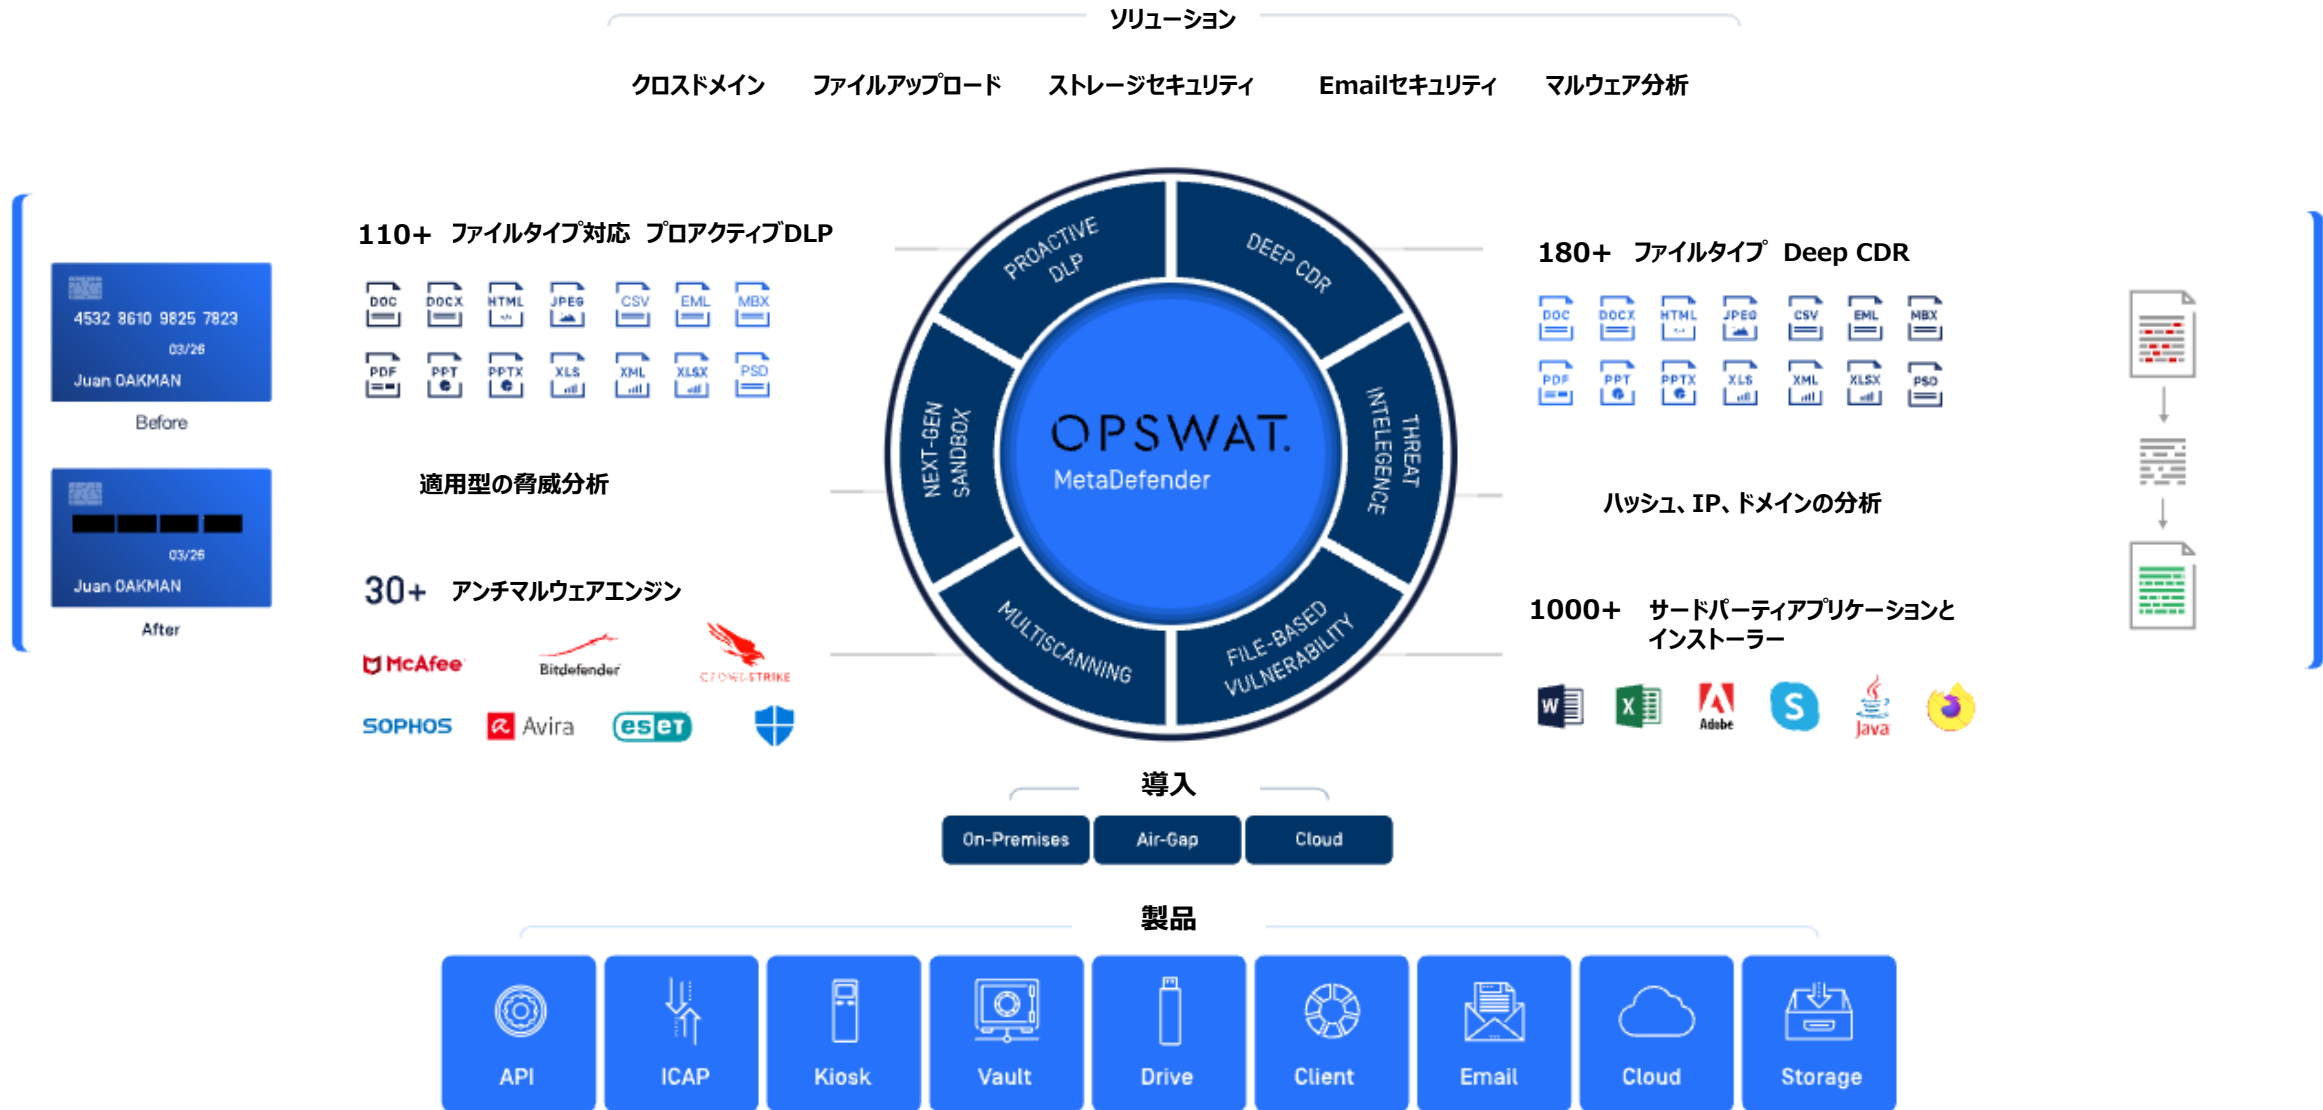 ソリューション
クロスドメイン ファイルアップロード ストレージセキュリティ Emailセキュリティ マルウェア分析
110+ ファイルタイプ対応 プロアクティブDLP
DOC DOCX HTML JPEG CSV EML MBX
PDF PPT PPTX XLS XML XLSX PSD
4532 8610 9825 7823
03/26
Juan OAKMAN
Before
03/26
Juan OAKMAN
After
適用型の脅威分析
30+ アンチマルウェアエンジン
McAfee
Bitdefender
CROWDSTRIKE
SOPHOS
Avira
eseT
PROACTIVE
DLP
DEEP CDR
NEXT-GEN
SANDBOX
THREAT
INTELEGENCE
MULTISCANNING
FILE-BASED
VULNERABILITY
OPSWAT.
MetaDefender
180+ ファイルタイプ Deep CDR
DOC DOCX HTML JPEG CSV EML MBX
PDF PPT PPTX XLS XML XLSX PSD
ハッシュ、IP、ドメインの分析
1000+ サードパーティアプリケーションと
インストーラー
W
X
Adobe
S
Java
導入
On-Premises Air-Gap Cloud
製品
API ICAP Kiosk Vault Drive Client Email Cloud Storage